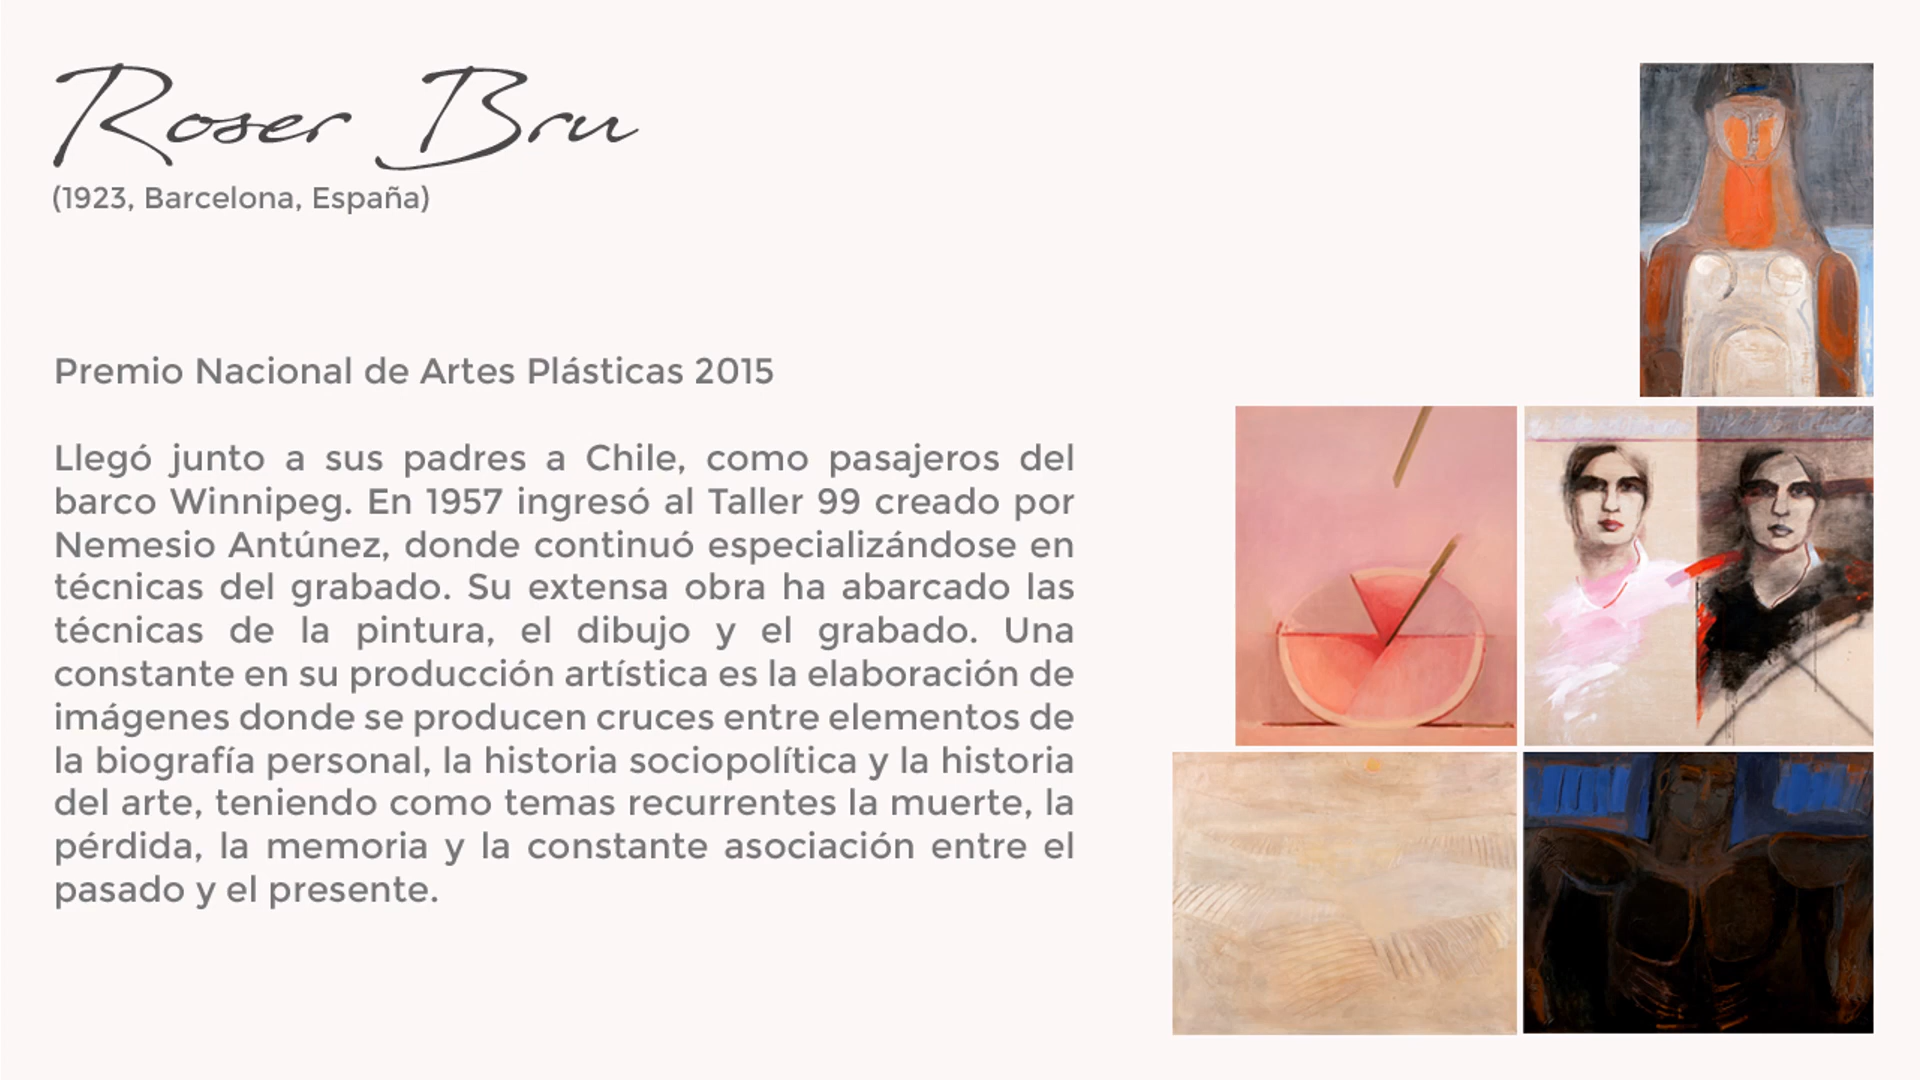 Roser Bru
(1923, Barcelona, España)
Premio Nacional de Artes Plásticas 2015
Llegó junto a sus padres a Chile, como pasajeros del
barco Winnipeg. En 1957 ingresó al Taller 99 creado por
Nemesio Antúnez, donde continuó especializándose en
técnicas del grabado. Su extensa obra ha abarcado las
técnicas de la pintura, el dibujo y el grabado. Una
constante en su producción artística es la elaboración de
imágenes donde se producen cruces entre elementos de
la biografía personal, la historia sociopolítica y la historia
del arte, teniendo como temas recurrentes la muerte, la
pérdida, la memoria y la constante asociación entre el
pasado y el presente.